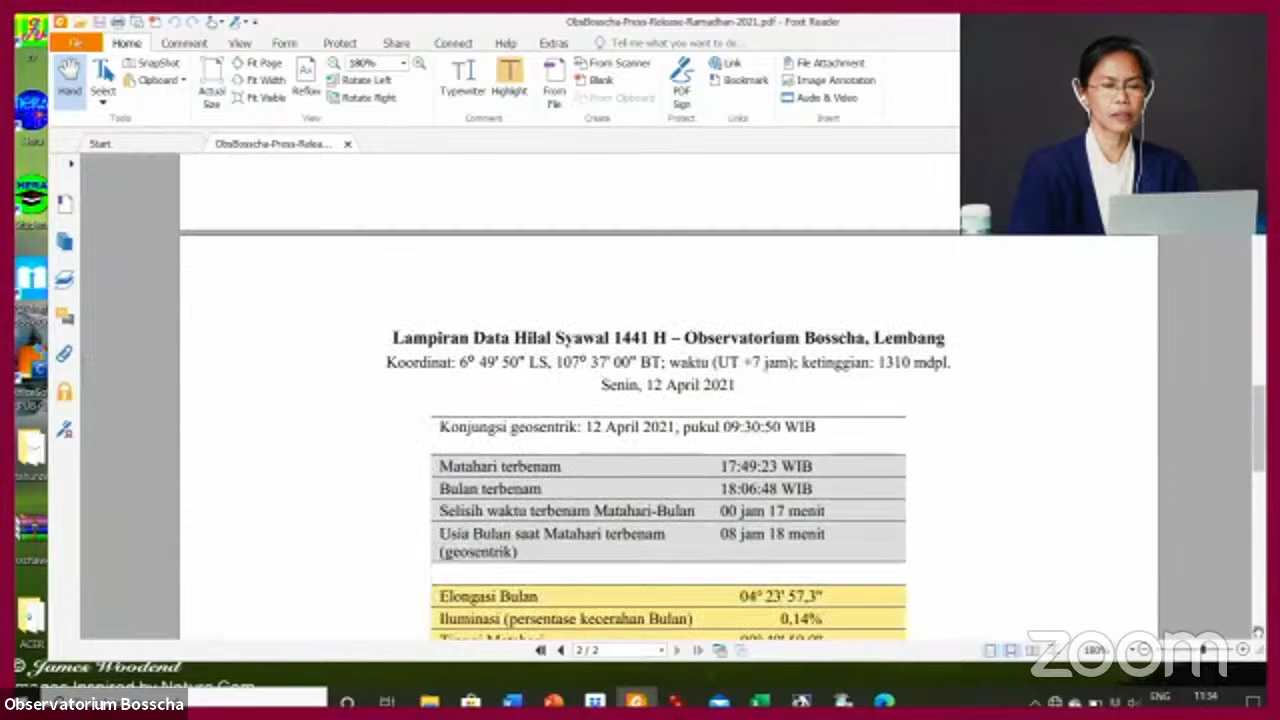 ObsBosscha-Press-Release-Ramadhan-2021.pdf - Foxit Reader
File Home Comment View Form Protect Share Connect Help Extras Tell me what you want to do...
Hand
Select
SnapShot
Clipboard
Tools
Actual Size
Fit Page
Fit Width
Fit Visible
Reflow
180%
Rotate Left
Rotate Right
View
Typewriter
Highlight
Comment
From File
From Scanner
Blank
From Clipboard
Create
PDF Sign
Protect
Link
Bookmark
Links
File Attachment
Image Annotation
Audio & Video
Insert
Start
ObsBosscha-Press-Relea...
Lampiran Data Hilal Syawal 1441 H – Observatorium Bosscha, Lembang
Koordinat: 6° 49' 50" LS, 107° 37' 00" BT; waktu (UT +7 jam); ketinggian: 1310 mdpl.
Senin, 12 April 2021
Konjungsi geosentrik: 12 April 2021, pukul 09:30:50 WIB
Matahari terbenam 17:49:23 WIB
Bulan terbenam 18:06:48 WIB
Selisih waktu terbenam Matahari-Bulan 00 jam 17 menit
Usia Bulan saat Matahari terbenam 08 jam 18 menit
(geosentrik)
Elongasi Bulan 04° 23' 57,3"
Iluminasi (persentase kecerahan Bulan) 0,14%
2 / 2
180%
zoom
© James Woodend
Observatorium Bosscha
ENG
11:34